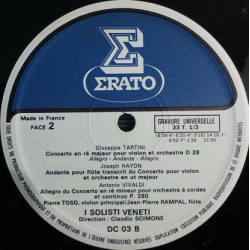 Σ
ERATO
Made in France
FACE 2
GRAVURE UNIVERSELLE
33 T. 1/3
Giuseppe TARTINI
Concerto en ré majeur pour violon et orchestre D 28
Allegro - Andante - Allegro
Joseph HAYDN
Andante pour flûte transcrit du Concerto pour violon
et orchestre en ut majeur
Antonio VIVALDI
Allegro du Concerto en ré mineur pour orchestre à cordes
et continuo P. 280
Pierre TOSO, violon principal/Jean-Pierre RAMPAL, flûte
I SOLISTI VENETI
Direction: Claudio SCIMONE
DC 03 B